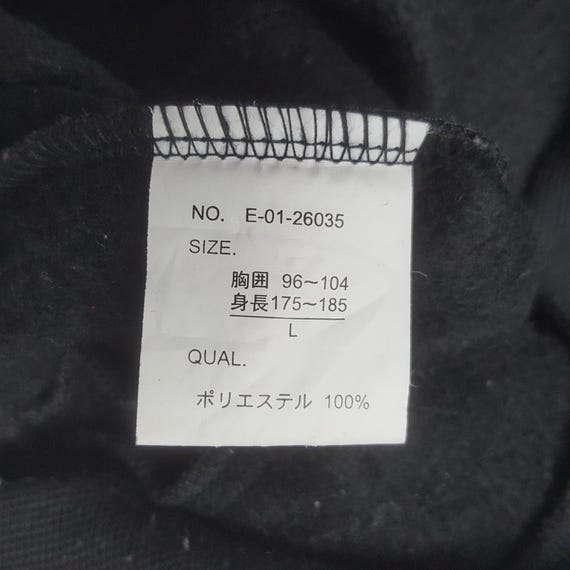 NO. E-01-26035
SIZE.
胸囲 96～104
身長175～185
L
QUAL.
ポリエステル 100%